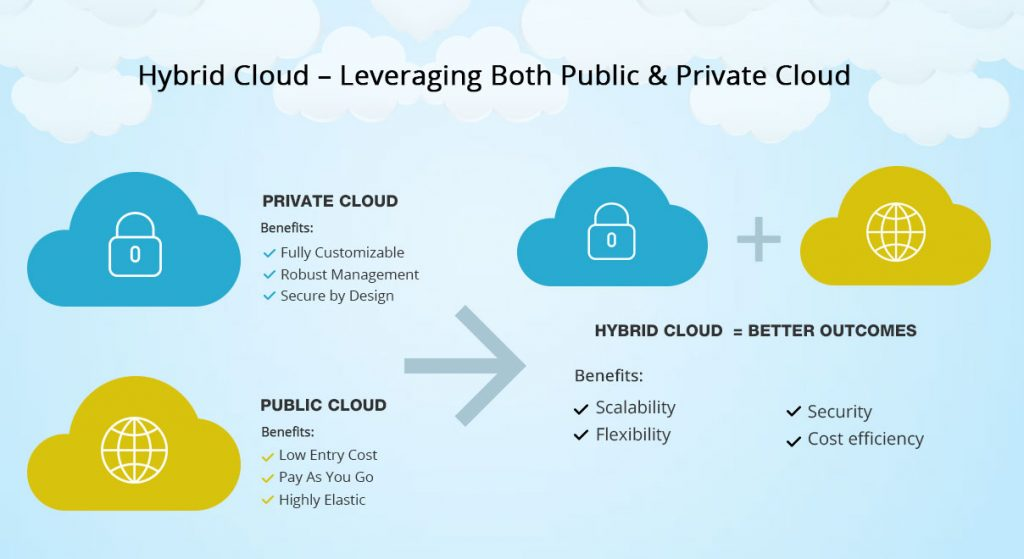 Hybrid Cloud – Leveraging Both Public & Private Cloud
PRIVATE CLOUD
Benefits:
Fully Customizable
Robust Management
Secure by Design
PUBLIC CLOUD
Benefits:
Low Entry Cost
Pay As You Go
Highly Elastic
HYBRID CLOUD = BETTER OUTCOMES
Benefits:
Scalability
Flexibility
Security
Cost efficiency